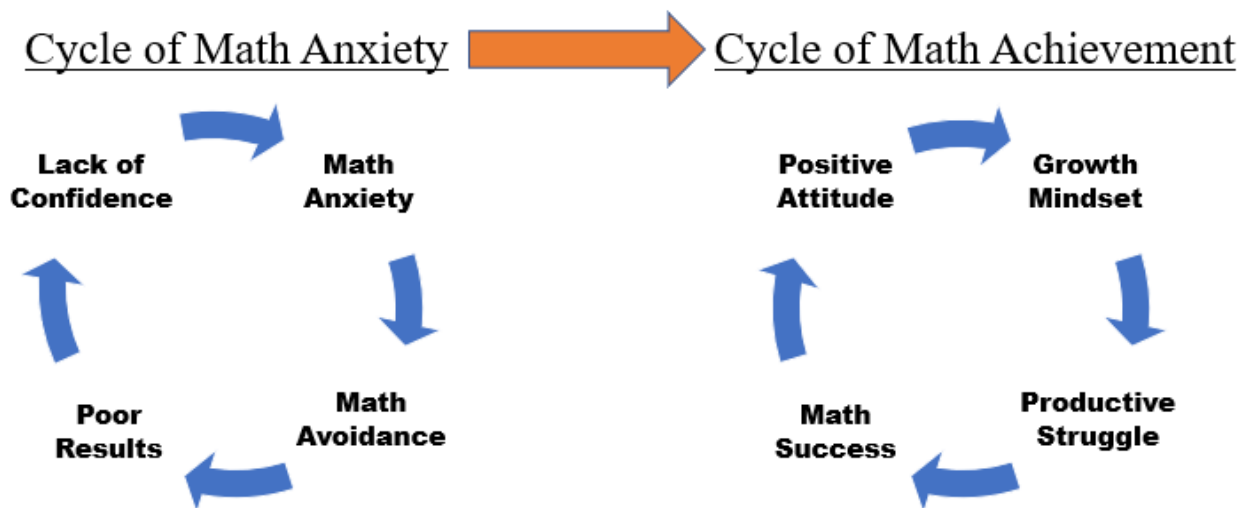 Cycle of Math Anxiety
Cycle of Math Achievement
Lack of
Confidence
Math
Anxiety
Math
Avoidance
Poor
Results
Positive
Attitude
Growth
Mindset
Productive
Struggle
Math
Success